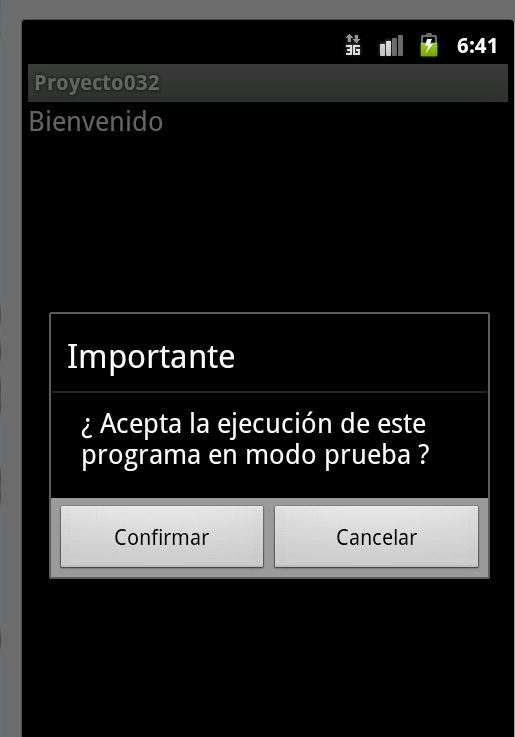 3G
6:41
Proyecto032
Bienvenido
Importante
¿ Acepta la ejecución de este
programa en modo prueba ?
Confirmar
Cancelar